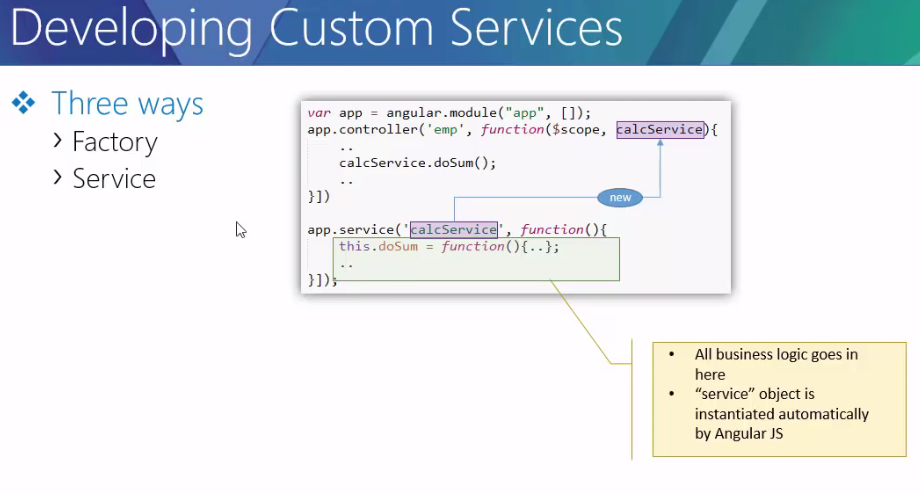 Developing Custom Services
Three ways
Factory
Service
var app = angular.module("app", []);
app.controller('emp', function($scope, calcService){
..
calcService.doSum();
..
}])
new
app.service('calcService', function(){
this.doSum = function(){..};
..
}]);
• All business logic goes in
here
• “service” object is
instantiated automatically
by Angular JS